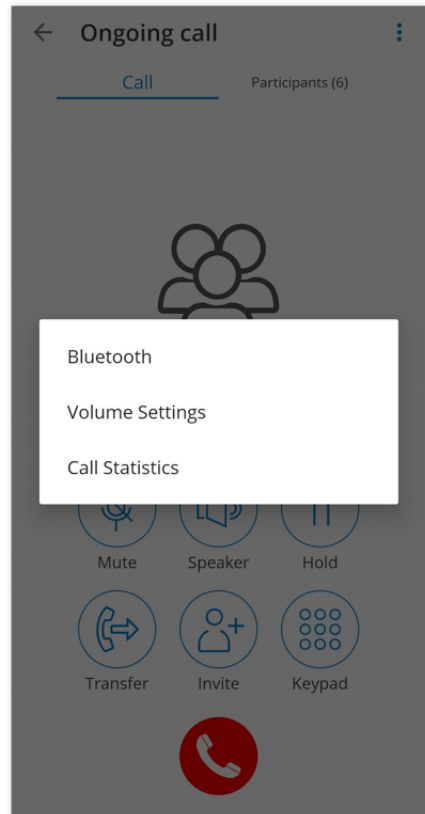 Ongoing call
Call Participants (6)
Bluetooth
Volume Settings
Call Statistics
Mute Speaker Hold
Transfer Invite Keypad